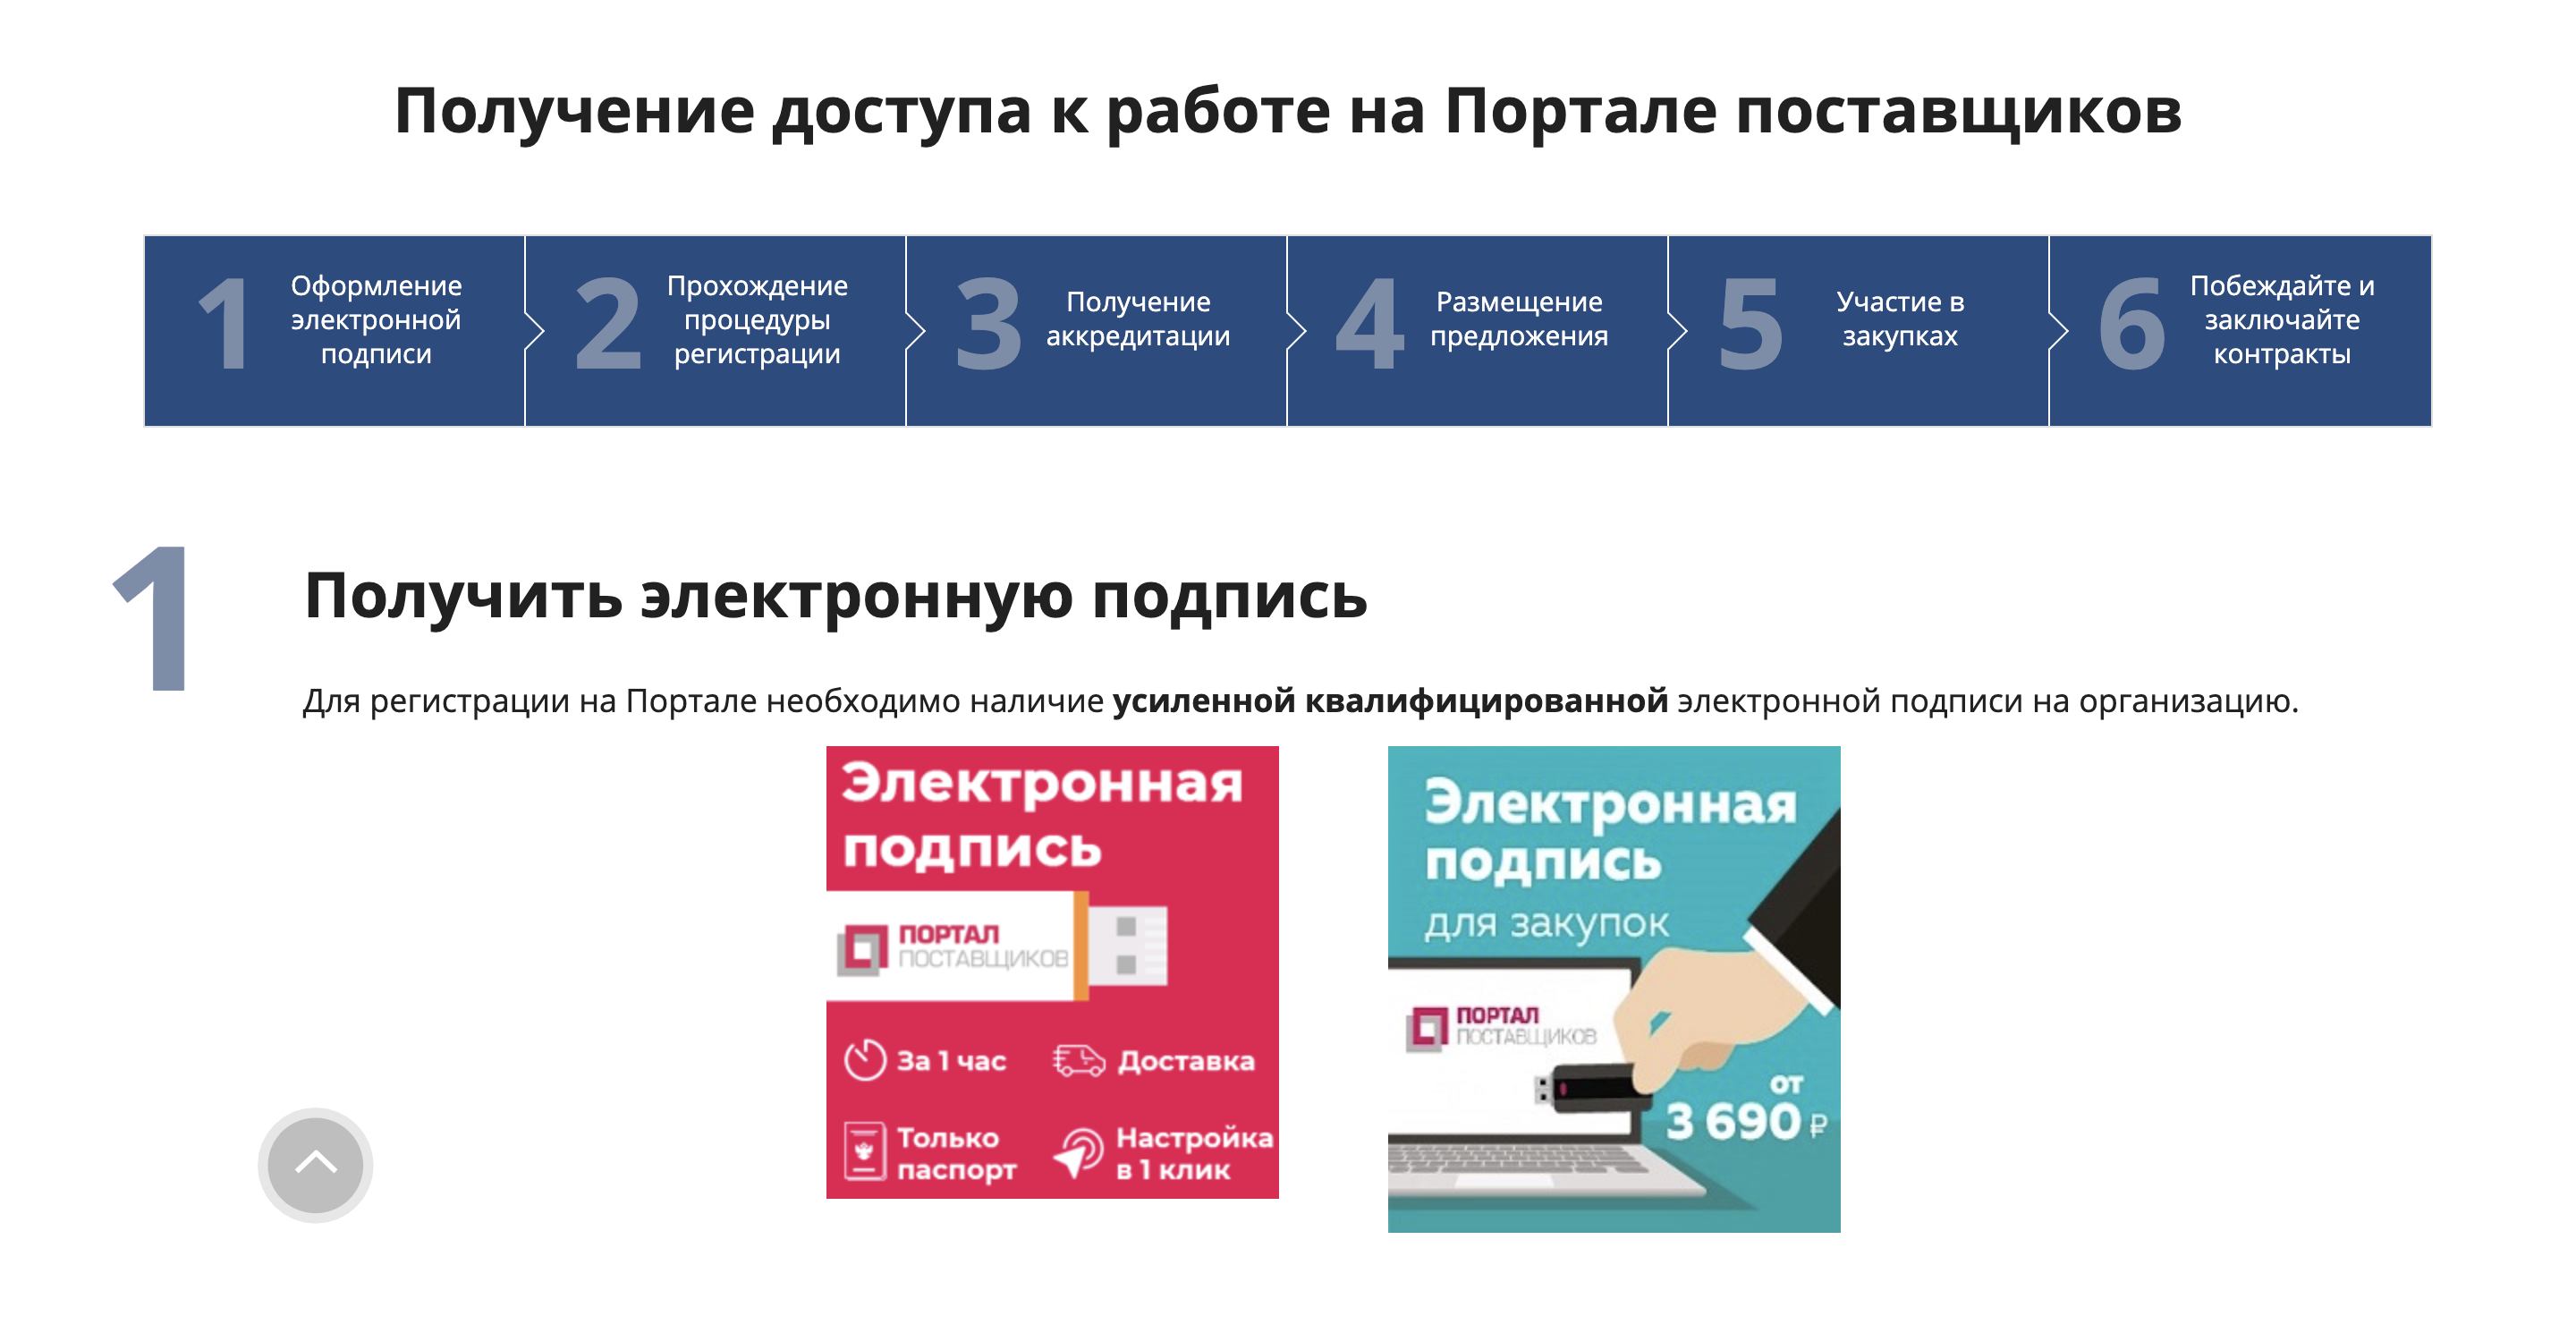 Получение доступа к работе на Портале поставщиков
1
Оформление
электронной
подписи
2
Прохождение
процедуры
регистрации
3
Получение
аккредитации
4
Размещение
предложения
5
Участие в
закупках
6
Побеждайте и
заключайте
контракты
1
Получить электронную подпись
Для регистрации на Портале необходимо наличие усиленной квалифицированной электронной подписи на организацию.
Электронная
подпись
ПОРТАЛ
ПОСТАВЩИКОВ
За 1 час
Доставка
Только
паспорт
Настройка
в 1 клик
Электронная
подпись
для закупок
ПОРТАЛ
ПОСТАВЩИКОВ
от
3 690 ₽